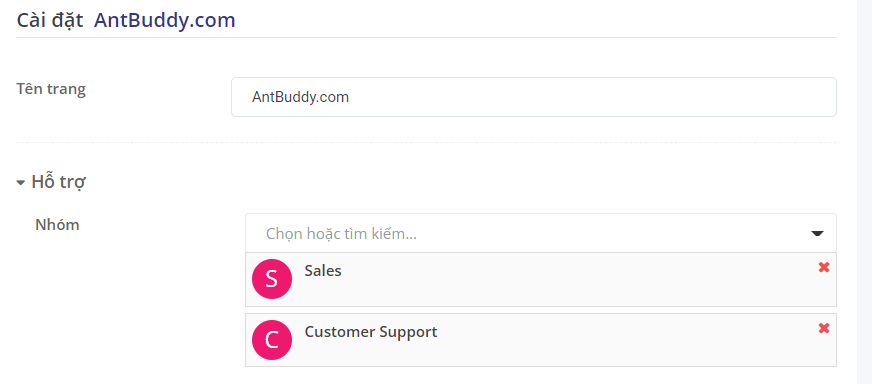 Cài đặt AntBuddy.com
Tên trang
AntBuddy.com
Hỗ trợ
Nhóm
Chọn hoặc tìm kiếm...
S Sales
C Customer Support